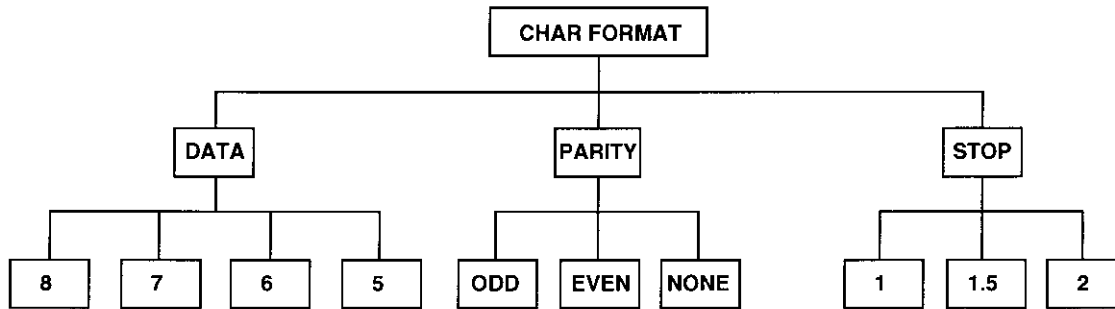 CHAR FORMAT
DATA PARITY STOP
8 7 6 5 ODD EVEN NONE 1 1.5 2